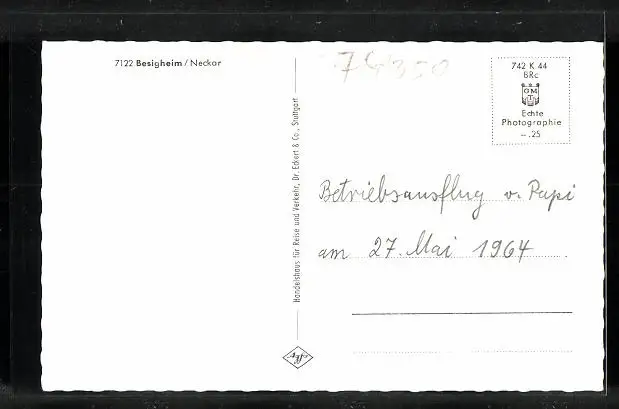 7122 Besigheim / Neckar
74350
742 K 44
BRc
GM
Echte
Photographie
-.25
Handelshaus für Reise und Verkehr, Dr. Eckert & Co., Stuttgart
Betriebsausflug v. Papi
am 27. Mai 1964